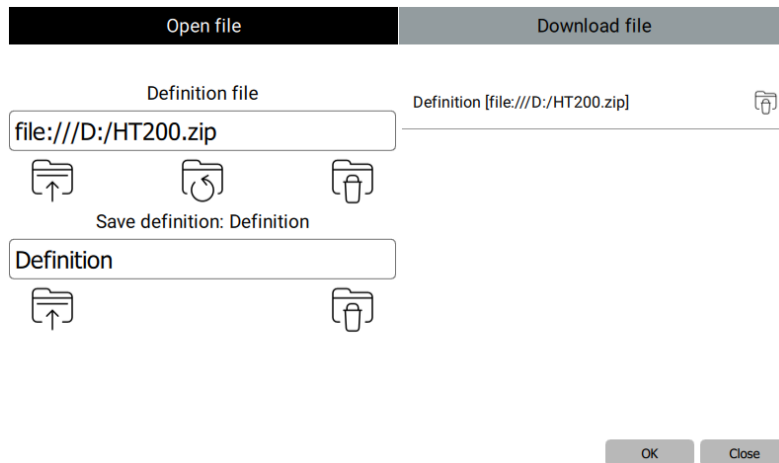 Open file
Download file
Definition file
file:///D:/HT200.zip
Definition [file:///D:/HT200.zip]
Save definition: Definition
Definition
OK
Close